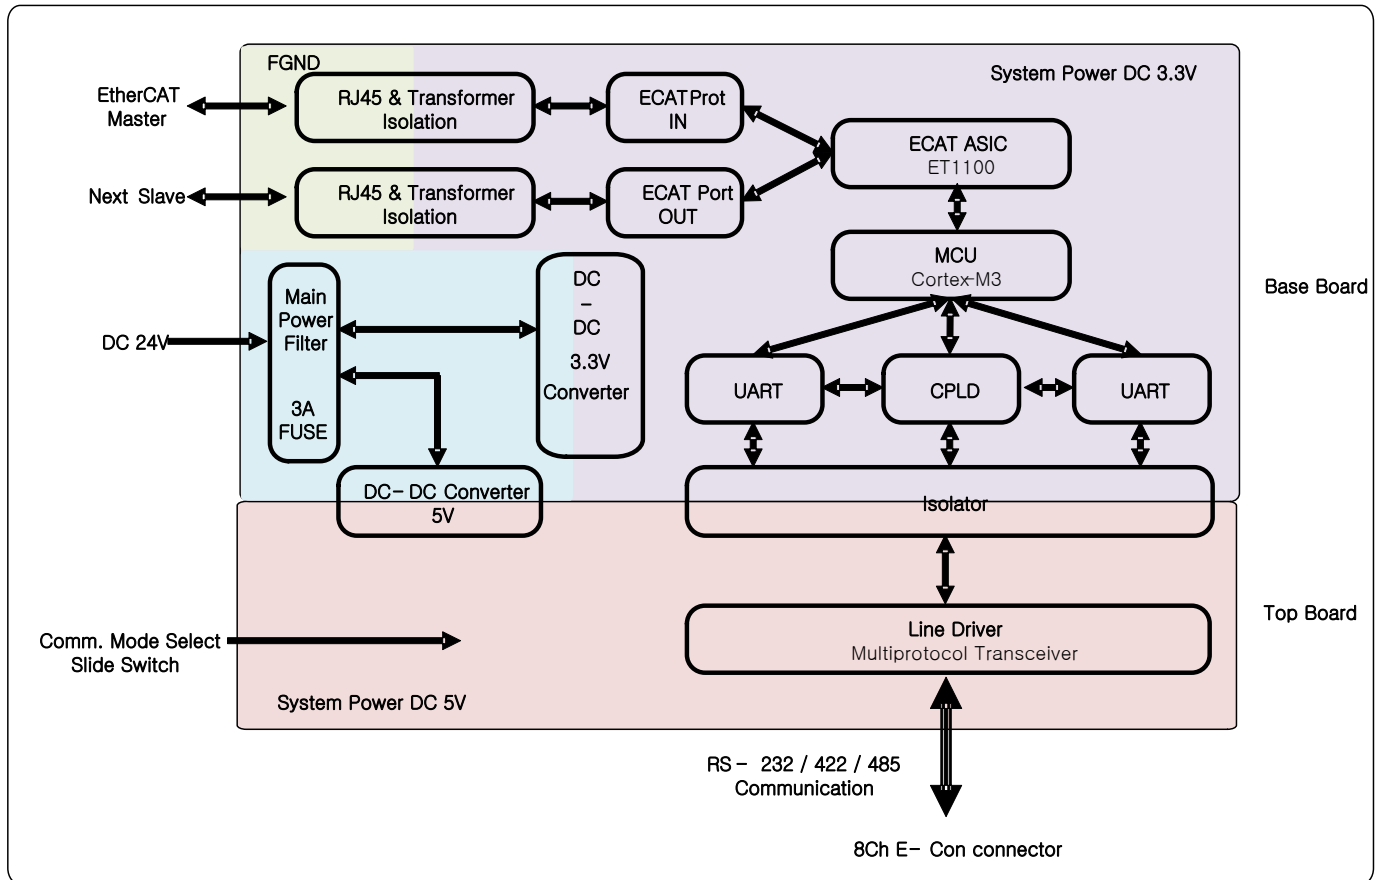 FGND
System Power DC 3.3V
EtherCAT
Master
RJ45 & Transformer
Isolation
ECATProt
IN
ECAT ASIC
ET1100
Next Slave
RJ45 & Transformer
Isolation
ECAT Port
OUT
MCU
Cortex-M3
Base Board
DC 24V
Main
Power
Filter
3A
FUSE
DC
-
DC
3.3V
Converter
UART
CPLD
UART
DC- DC Converter
5V
Isolator
Top Board
Comm. Mode Select
Slide Switch
Line Driver
Multiprotocol Transceiver
System Power DC 5V
RS- 232 / 422 / 485
Communication
8Ch E- Con connector